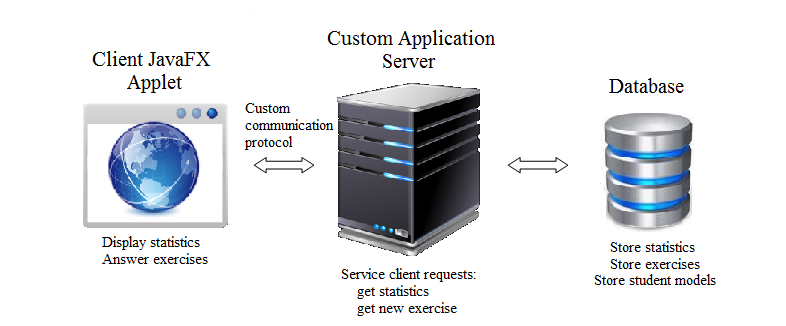 Client JavaFX
Applet
Custom
communication
protocol
Display statistics
Answer exercises
Custom Application
Server
Service client requests:
get statistics
get new exercise
Database
Store statistics
Store exercises
Store student models